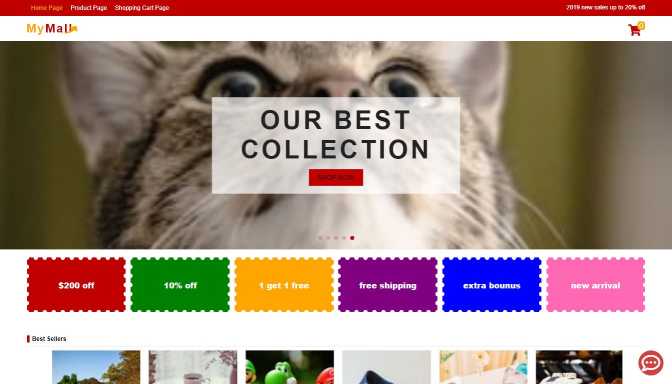 Home Page Product Page Shopping Cart Page 2019 new sales up to 20% off
MyMall
0
OUR BEST
COLLECTION
SHOP NOW
$200 off 10% off 1 get 1 free free shipping extra bounus new arrival
Best Sellers